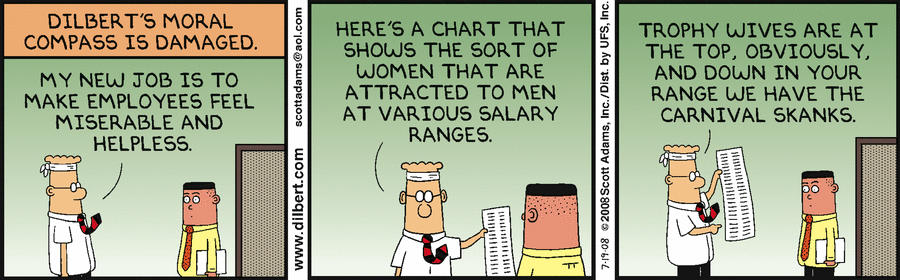 DILBERT'S MORAL
COMPASS IS DAMAGED.
MY NEW JOB IS TO
MAKE EMPLOYEES FEEL
MISERABLE AND
HELPLESS.
www.dilbert.com scottadams@aol.com
HERE'S A CHART THAT
SHOWS THE SORT OF
WOMEN THAT ARE
ATTRACTED TO MEN
AT VARIOUS SALARY
RANGES.
7-19-08 © 2008 Scott Adams, Inc./Dist. by UFS, Inc.
TROPHY WIVES ARE AT
THE TOP, OBVIOUSLY,
AND DOWN IN YOUR
RANGE WE HAVE THE
CARNIVAL SKANKS.